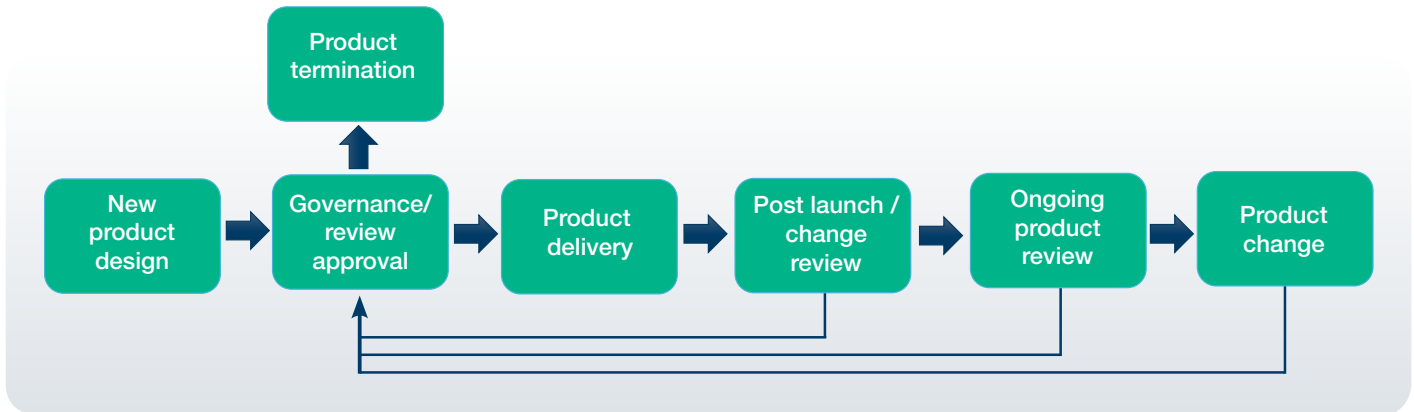 Product
termination
New
product
design
Governance/
review
approval
Product
delivery
Post launch /
change
review
Ongoing
product
review
Product
change